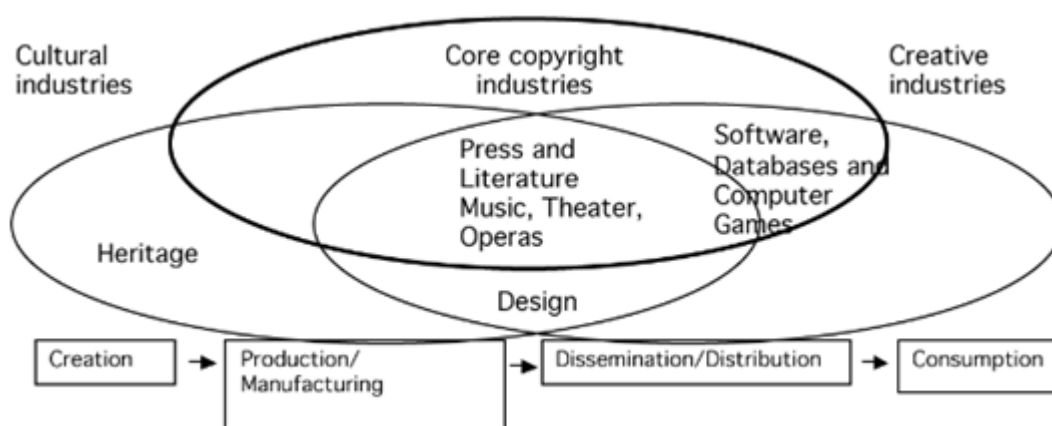 Cultural
industries
Core copyright
industries
Creative
industries
Press and
Literature
Music, Theater,
Operas
Software,
Databases and
Computer
Games
Heritage
Design
Creation
Production/
Manufacturing
Dissemination/Distribution
Consumption